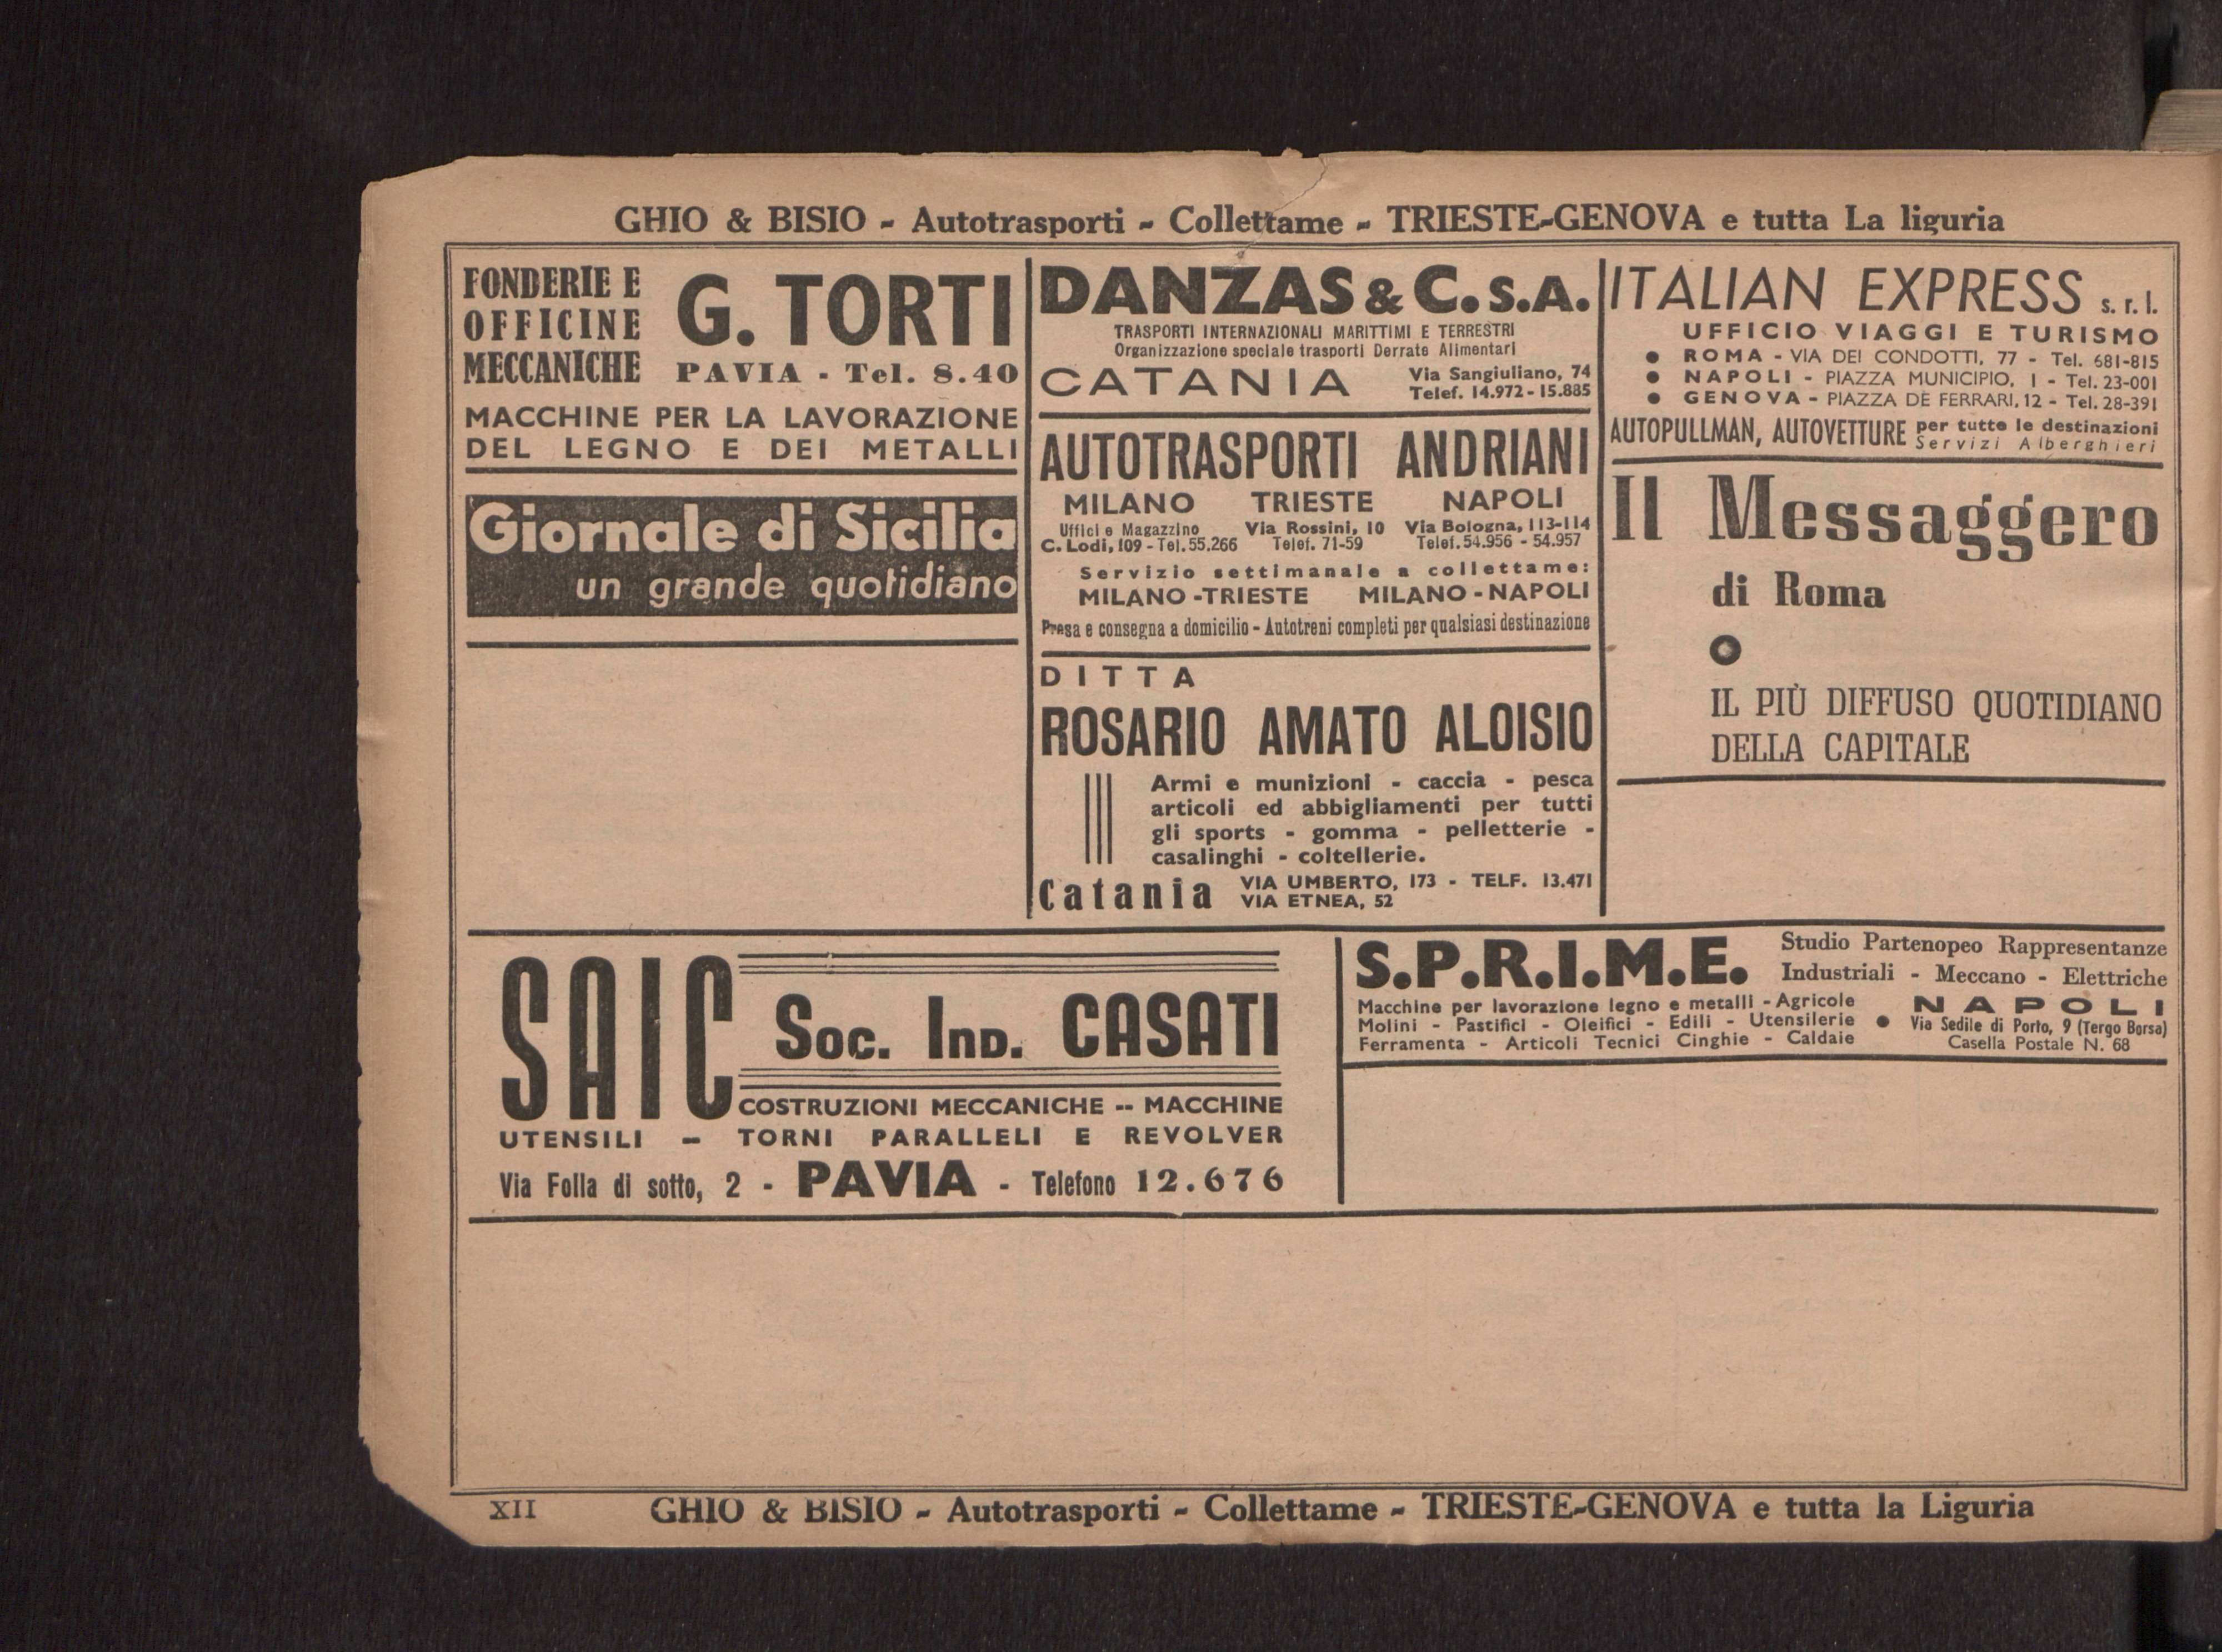 GHIO & BISIO - Autotrasporti - Collettame - TRIESTE-GENOVA e tutta La liguria
FONDERIE E
OFFICINE
MECCANICHE
G. TORTI
PAVIA - Tel. 8.40
MACCHINE PER LA LAVORAZIONE
DEL LEGNO E DEI METALLI
Giornale di Sicilia
un grande quotidiano
DANZAS & C. S.A.
TRASPORTI INTERNAZIONALI MARITTIMI E TERRESTRI
Organizzazione speciale trasporti Derrate Alimentari
CATANIA
Via Sangiuliano, 74
Telef. 14.972 - 15.885
AUTOTRASPORTI ANDRIANI
MILANO TRIESTE NAPOLI
Uffici e Magazzino Via Rossini, 10 Via Bologna, 113-114
C. Lodi, 109 - Tel. 55.266 Telef. 71-59 Telef. 54.956 - 54.957
Servizio settimanale a collettame:
MILANO - TRIESTE MILANO - NAPOLI
Presa e consegna a domicilio - Autotreni completi per qualsiasi destinazione
DITTA
ROSARIO AMATO ALOISIO
Armi e munizioni - caccia - pesca
articoli ed abbigliamenti per tutti
gli sports - gomma - pelletterie -
casalinghi - coltellerie.
Catania
VIA UMBERTO, 173 - TELF. 13.471
VIA ETNEA, 52
ITALIAN EXPRESS s. r. l.
UFFICIO VIAGGI E TURISMO
● ROMA - VIA DEI CONDOTTI, 77 - Tel. 681-815
● NAPOLI - PIAZZA MUNICIPIO, 1 - Tel. 23-001
● GENOVA - PIAZZA DE FERRARI, 12 - Tel. 28-391
AUTOPULLMAN, AUTOVETTURE
per tutte le destinazioni
Servizi Alberghieri
Il Messaggero
di Roma
IL PIÙ DIFFUSO QUOTIDIANO
DELLA CAPITALE
SAIC
Soc. Ind. CASATI
COSTRUZIONI MECCANICHE -- MACCHINE
UTENSILI - TORNI PARALLELI E REVOLVER
Via Folla di sotto, 2 - PAVIA - Telefono 12.676
S.P.R.I.M.E.
Studio Partenopeo Rappresentanze
Industriali - Meccano - Elettriche
Macchine per lavorazione legno e metalli - Agricole
Molini - Pastifici - Oleifici - Edili - Utensilerie ●
Ferramenta - Articoli Tecnici Cinghie - Caldaie
NAPOLI
Via Sedile di Porto, 9 (Tergo Borsa)
Casella Postale N. 68
XII
GHIO & BISIO - Autotrasporti - Collettame - TRIESTE-GENOVA e tutta la Liguria